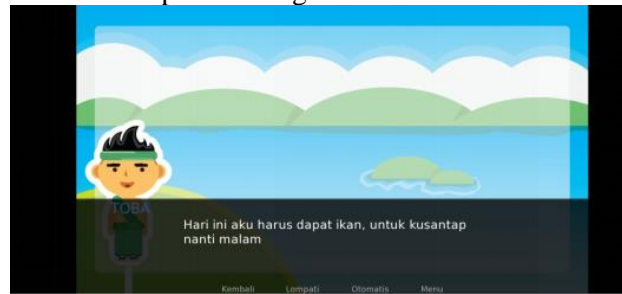 TOBA
Hari ini aku harus dapat ikan, untuk kusantap
nanti malam
Kembali Lompati Otomatis Menu